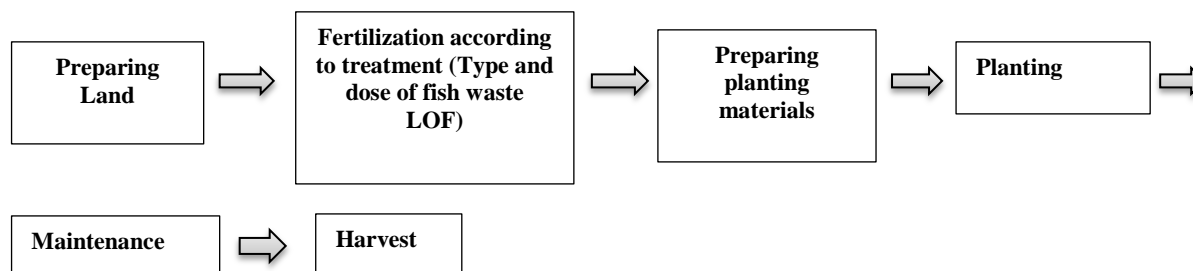 Preparing
Land
Fertilization according
to treatment (Type and
dose of fish waste
LOF)
Preparing
planting
materials
Planting
Maintenance
Harvest